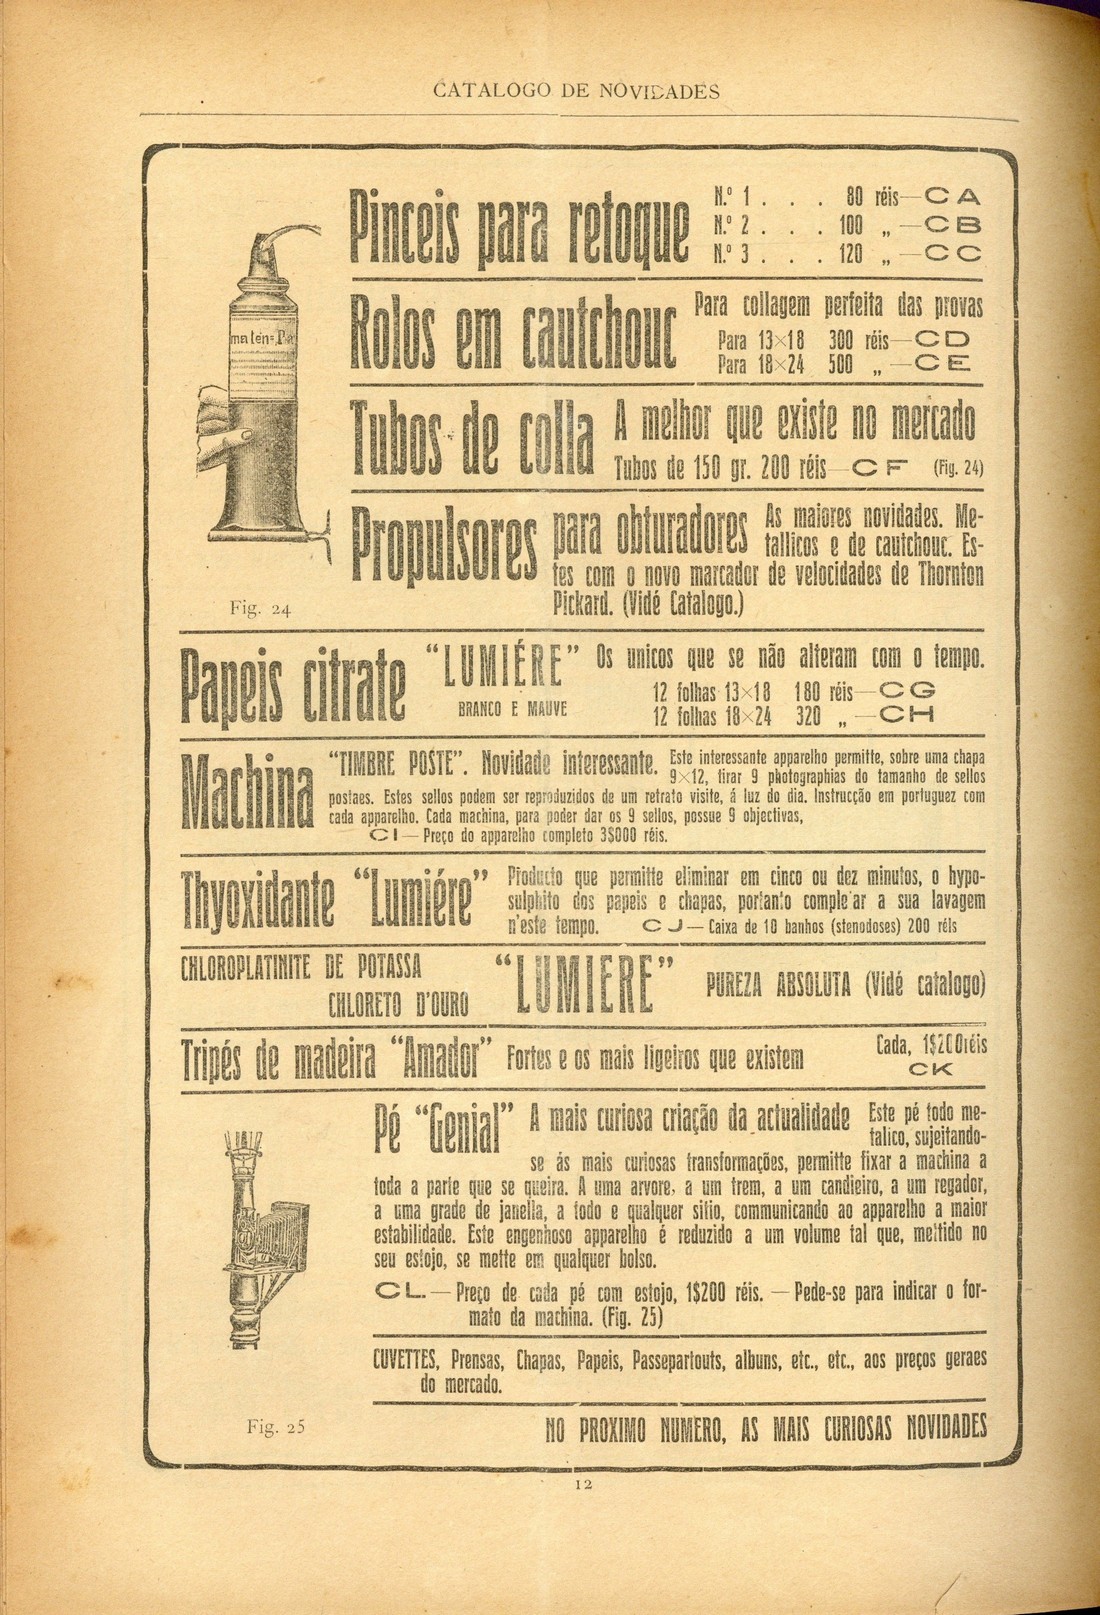 CATALOGO DE NOVIDADES
Pinceis para retoque
N.º 1 . . . 80 réis—CA
N.º 2 . . . 100 „ —CB
N.º 3 . . . 120 „ —CC
Rolos em cautchouc
Para collagem perfeita das provas
Para 13×18 300 réis—CD
Para 18×24 500 „ —CE
Tubos de colla
A melhor que existe no mercado
Tubos de 150 gr. 200 réis—CF (Fig. 24)
Propulsores para obturadores
As maiores novidades. Me-
tallicos e de cautchouc. Es-
tes com o novo marcador de velocidades de Thornton
Pickard. (Vidé Catalogo.)
Fig. 24
Papeis citrate "LUMIÉRE"
BRANCO E MAUVE
Os unicos que se não alteram com o tempo.
12 folhas 13×18 180 réis—CG
12 folhas 18×24 320 „ —CH
Machina "TIMBRE POSTE". Novidade interessante.
Este interessante apparelho permitte, sobre uma chapa
9×12, tirar 9 photographias do tamanho de sellos
postaes. Estes sellos podem ser reproduzidos de um retrato visite, á luz do dia. Instrucção em portuguez com
cada apparelho. Cada machina, para poder dar os 9 sellos, possue 9 objectivas,
CI—Preço do apparelho completo 3$000 réis.
Thyoxidante "Lumiére"
Producto que permitte eliminar em cinco ou dez minutos, o hypo-
sulphito dos papeis e chapas, portanto comple ar a sua lavagem
n'este tempo. CJ—Caixa de 10 banhos (stenodoses) 200 réis
CHLOROPLATINITE DE POTASSA
CHLORETO D'OURO
"LUMIERE"
PUREZA ABSOLUTA (Vidé catalogo)
Tripés de madeira "Amador" Fortes e os mais ligeiros que existem
Cada, 1$200 réis
CK
Pé "Genial" A mais curiosa criação da actualidade
Este pé todo me-
talico, sujeitando-
se ás mais curiosas transformações, permitte fixar a machina a
toda a parte que se queira. A uma arvore, a um trem, a um candieiro, a um regador,
a uma grade de janella, a todo e qualquer sitio, communicando ao apparelho a maior
estabilidade. Este engenhoso apparelho é reduzido a um volume tal que, mettido no
seu estojo, se mette em qualquer bolso.
CL.—Preço de cada pé com estojo, 1$200 réis. — Pede-se para indicar o for-
mato da machina. (Fig. 25)
CUVETTES, Prensas, Chapas, Papeis, Passepartouts, albuns, etc., etc., aos preços geraes
do mercado.
Fig. 25
NO PROXIMO NUMERO, AS MAIS CURIOSAS NOVIDADES
12